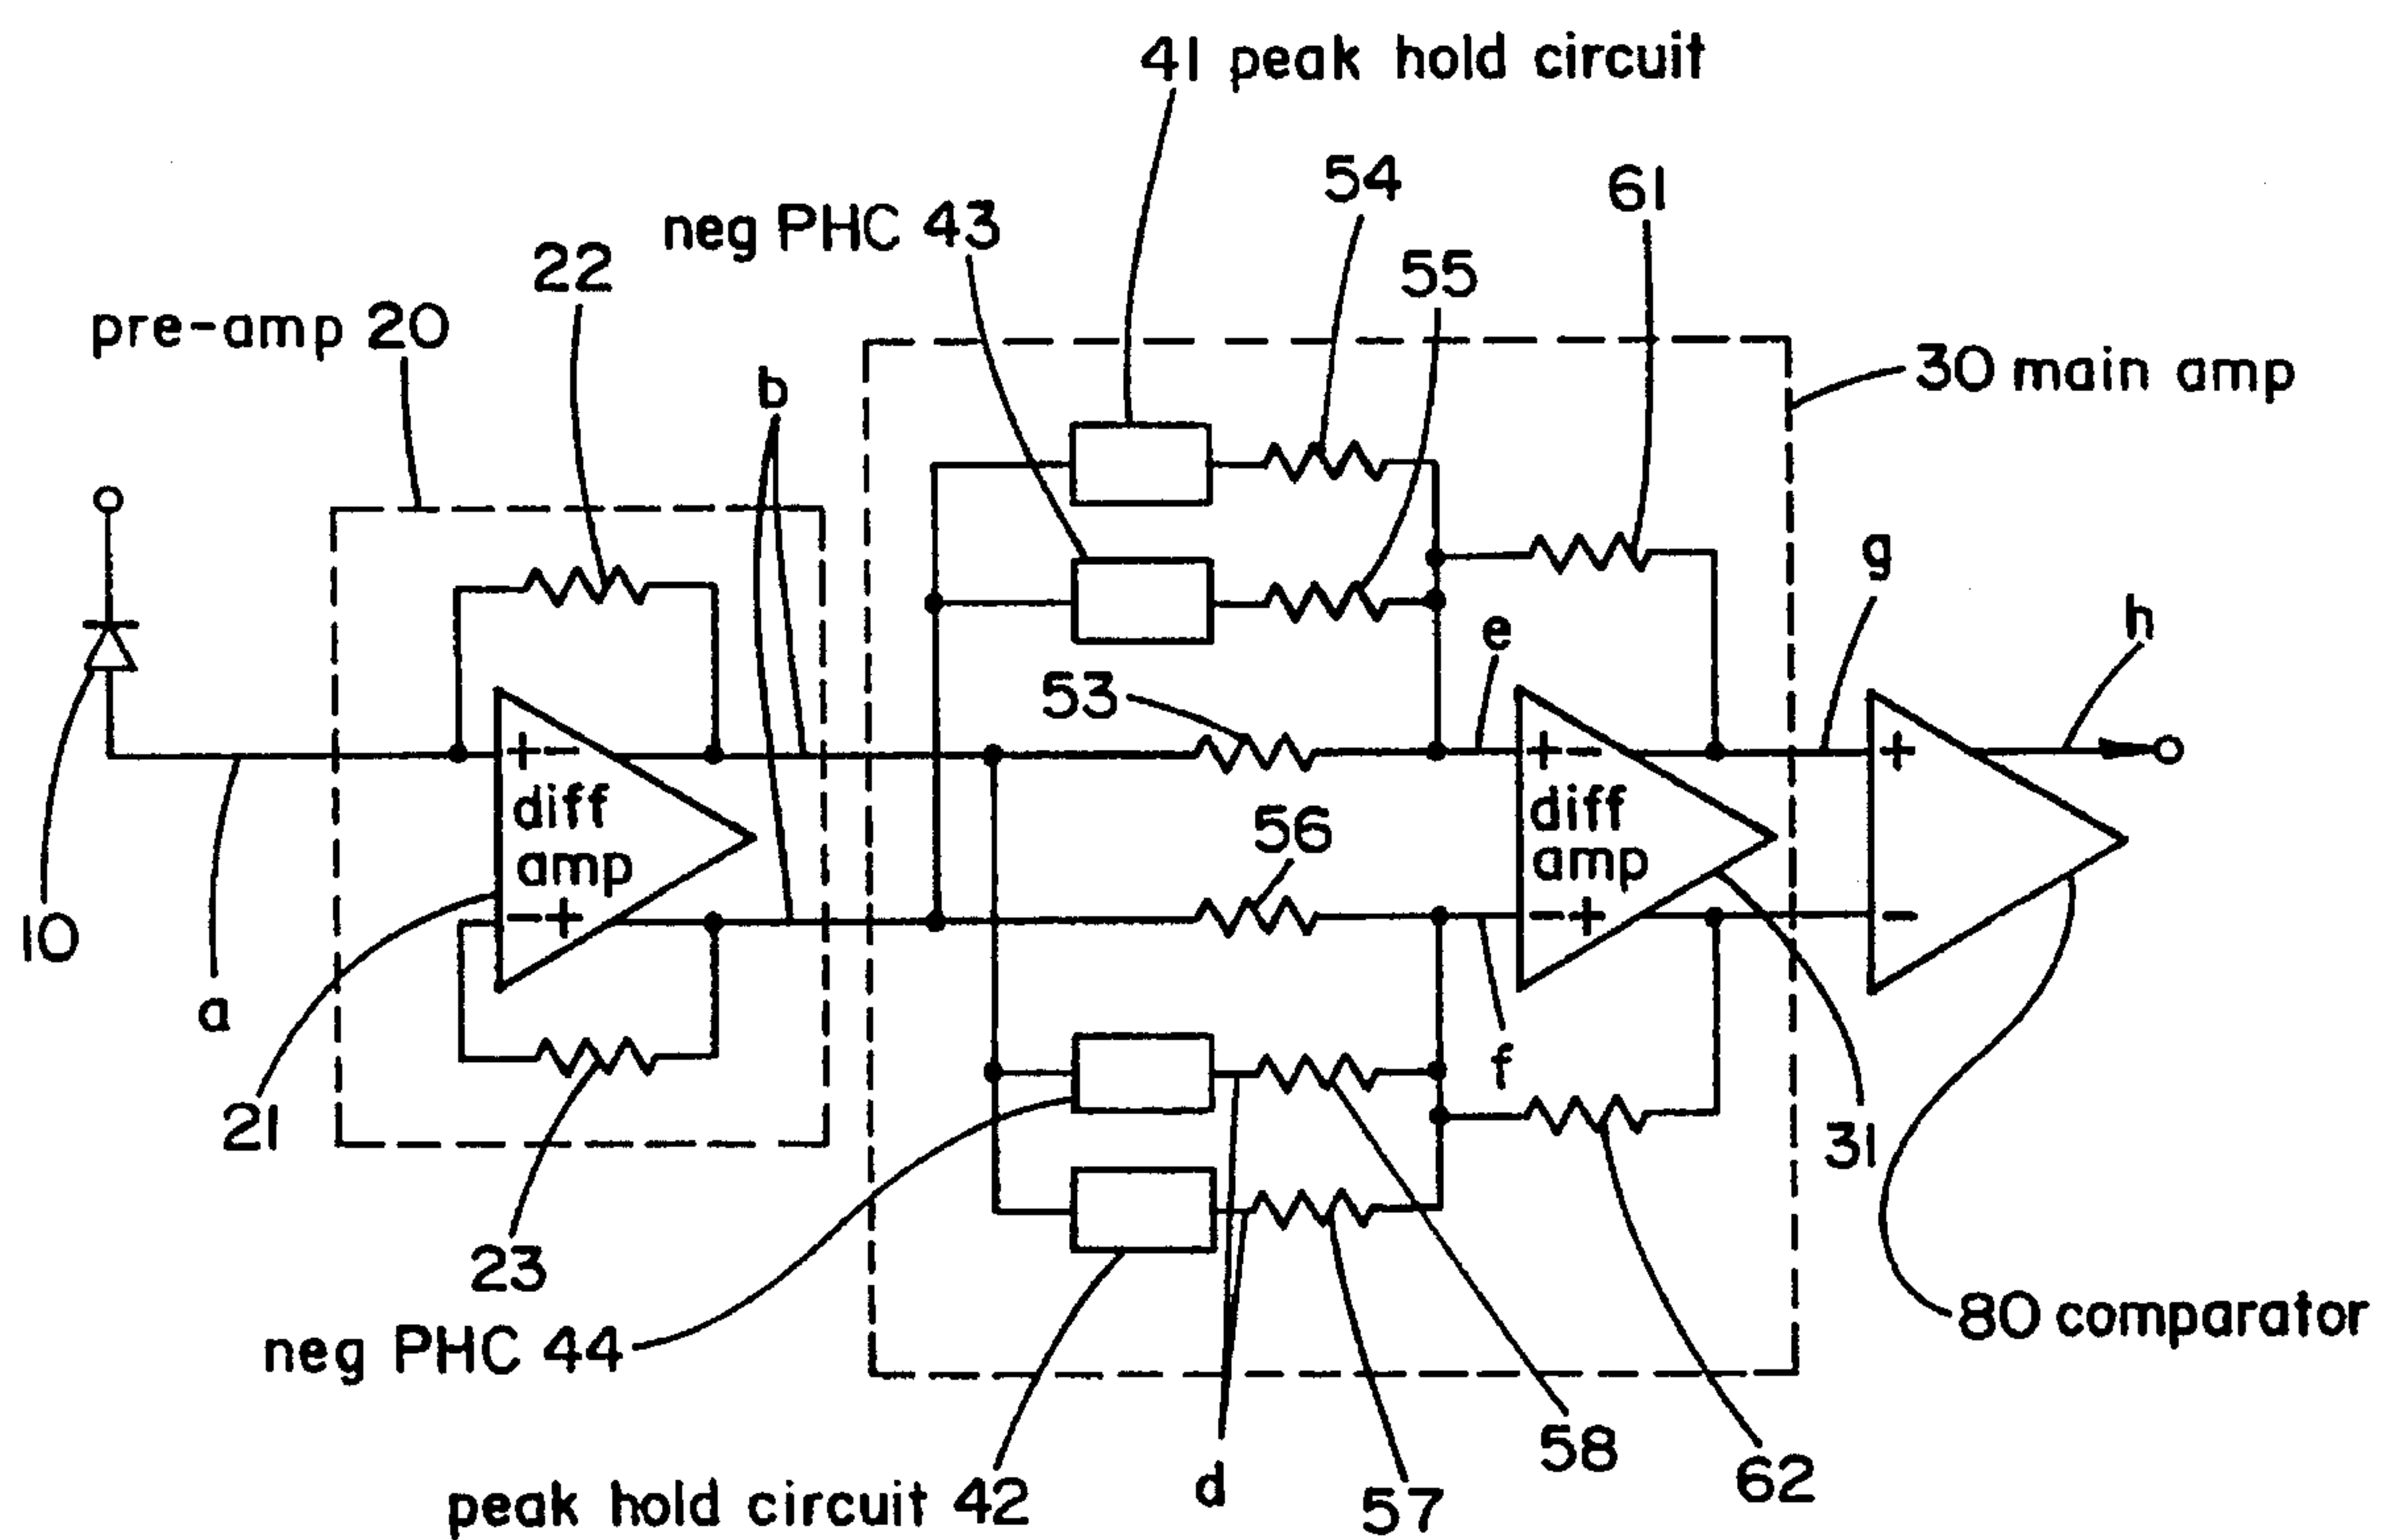 41 peak hold circuit
54
61
neg PHC 43
22
55
pre-amp 20
b
30 main amp
g
h
e
53
+-
diff
amp
-+
+-
diff
amp
-+
+
-
56
10
a
f
21
31
23
neg PHC 44
80 comparator
58
d
62
peak hold circuit 42
57